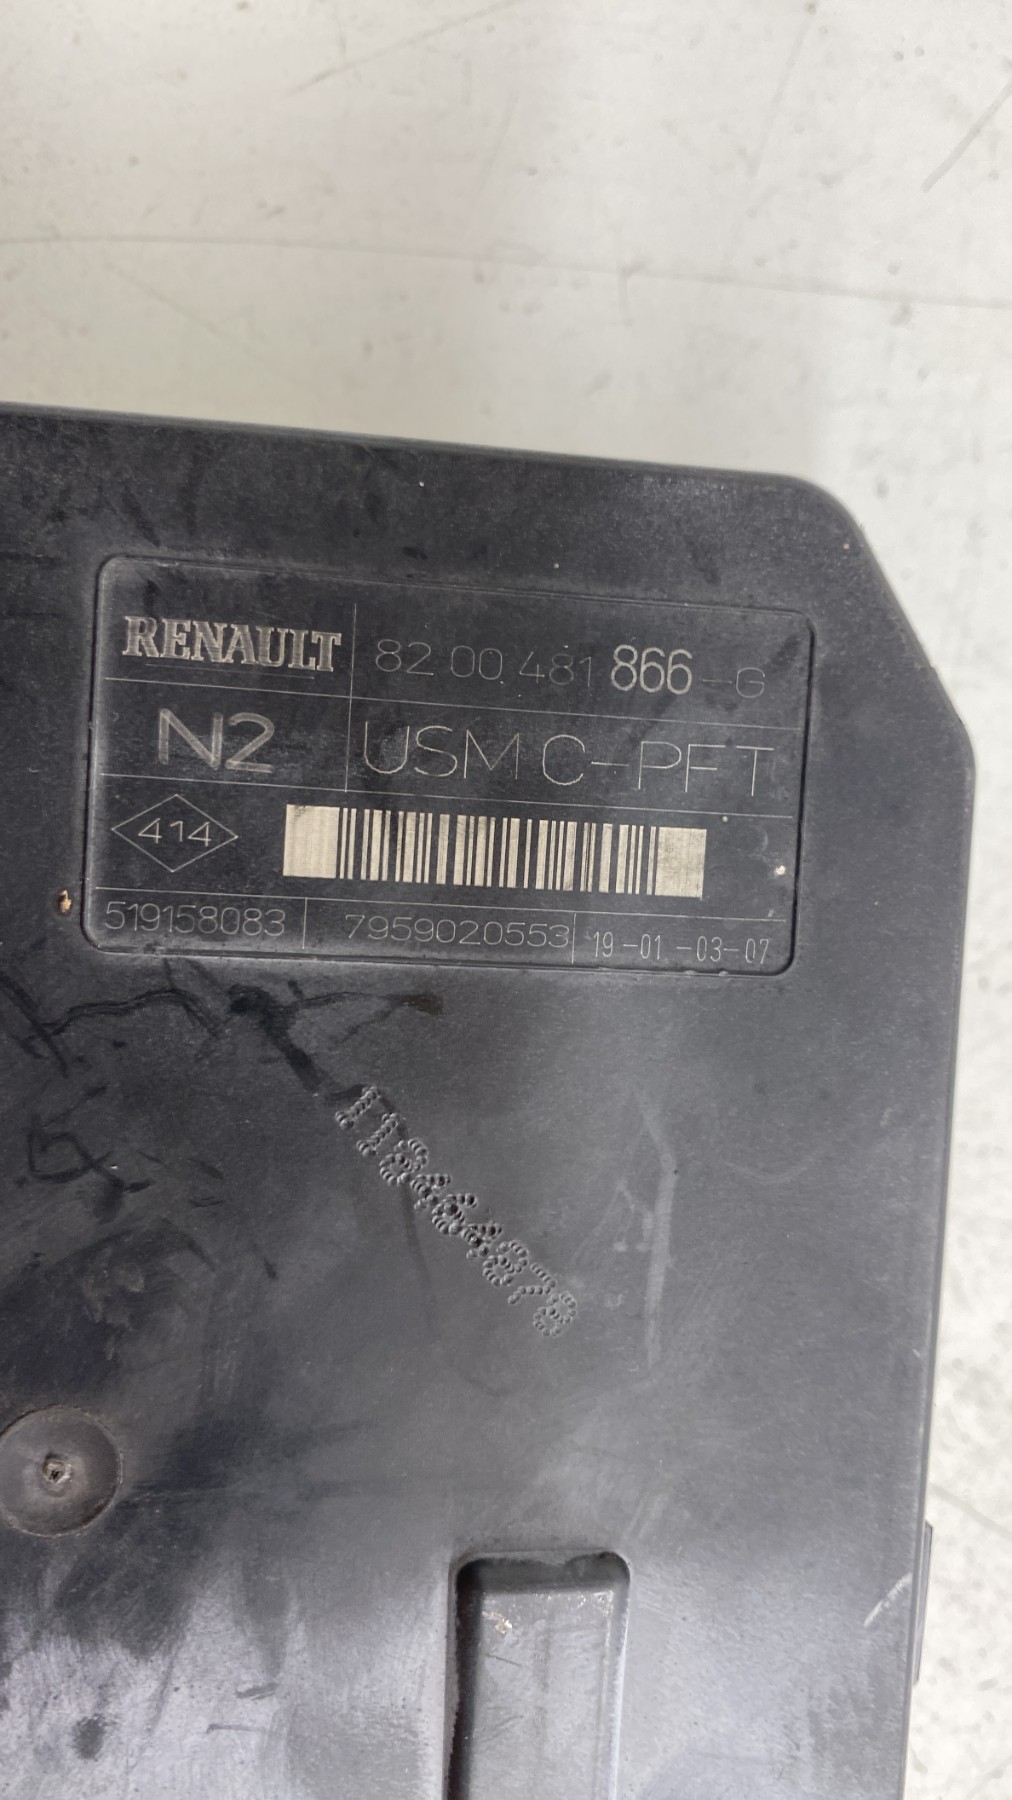 RENAULT 82 00 481 866-G
N2 USM C-PFT
414
519158083 7959020553 19-01-03-07